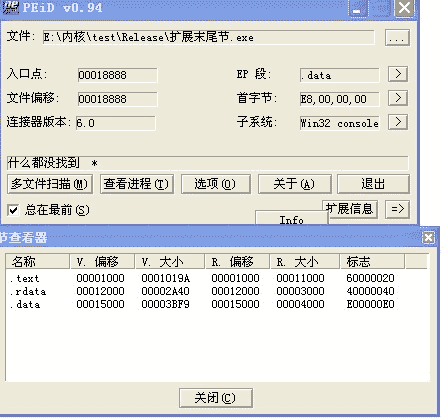 PEiD v0.94
文件: E:\内核\test\Release\扩展末尾节.exe ...
入口点: 00018888 EP 段: .data >
文件偏移: 00018888 首字节: E8,00,00,00 >
连接器版本: 6.0 子系统: Win32 console >
什么都没找到 *
多文件扫描(M) 查看进程(T) 选项(O) 关于(A) 退出
总在最前(S) 扩展信息 =>
Info
节查看器
名称 V. 偏移 V. 大小 R. 偏移 R. 大小 标志
.text 00001000 0001019A 00001000 00011000 60000020
.rdata 00012000 00002A40 00012000 00003000 40000040
.data 00015000 00003BF9 00015000 00004000 E00000E0
关闭(C)